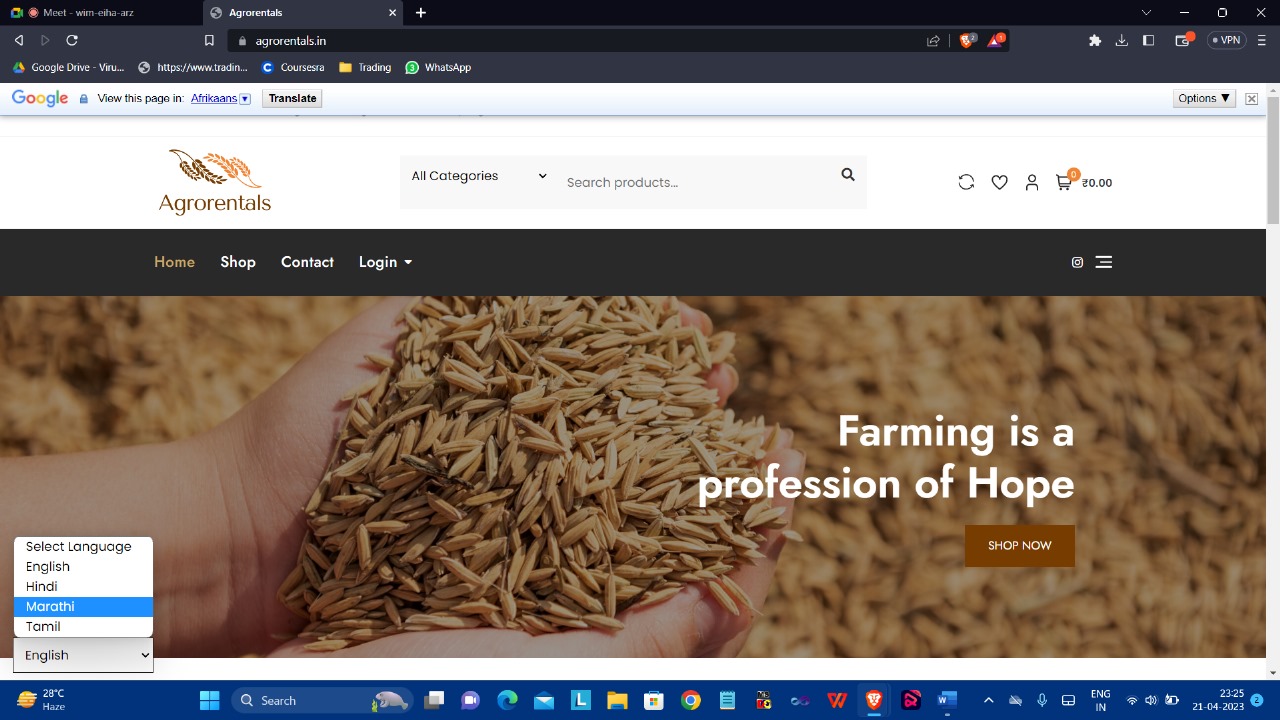 Meet - wim-eiha-arz
Agrorentals
agrorentals.in
2
1
VPN
Google Drive - Viru...
https://www.tradin...
Coursesra
Trading
3
WhatsApp
Google
View this page in: Afrikaans
Translate
Options ▼
Agrorentals
All Categories
Search products...
0
₹0.00
Home
Shop
Contact
Login
Farming is a
profession of Hope
SHOP NOW
Select Language
English
Hindi
Marathi
Tamil
English
28°C
Haze
Search
ENG
IN
23:25
21-04-2023
2